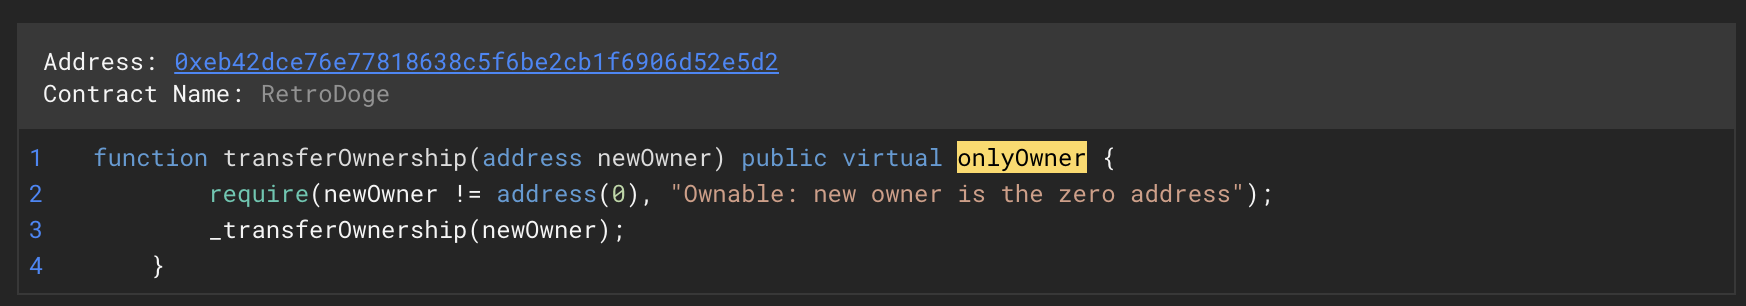 Address: 0xeb42dce76e77818638c5f6be2cb1f6906d52e5d2
Contract Name: RetroDoge
1 function transferOwnership(address newOwner) public virtual onlyOwner {
2 require(newOwner != address(0), "Ownable: new owner is the zero address");
3 _transferOwnership(newOwner);
4 }